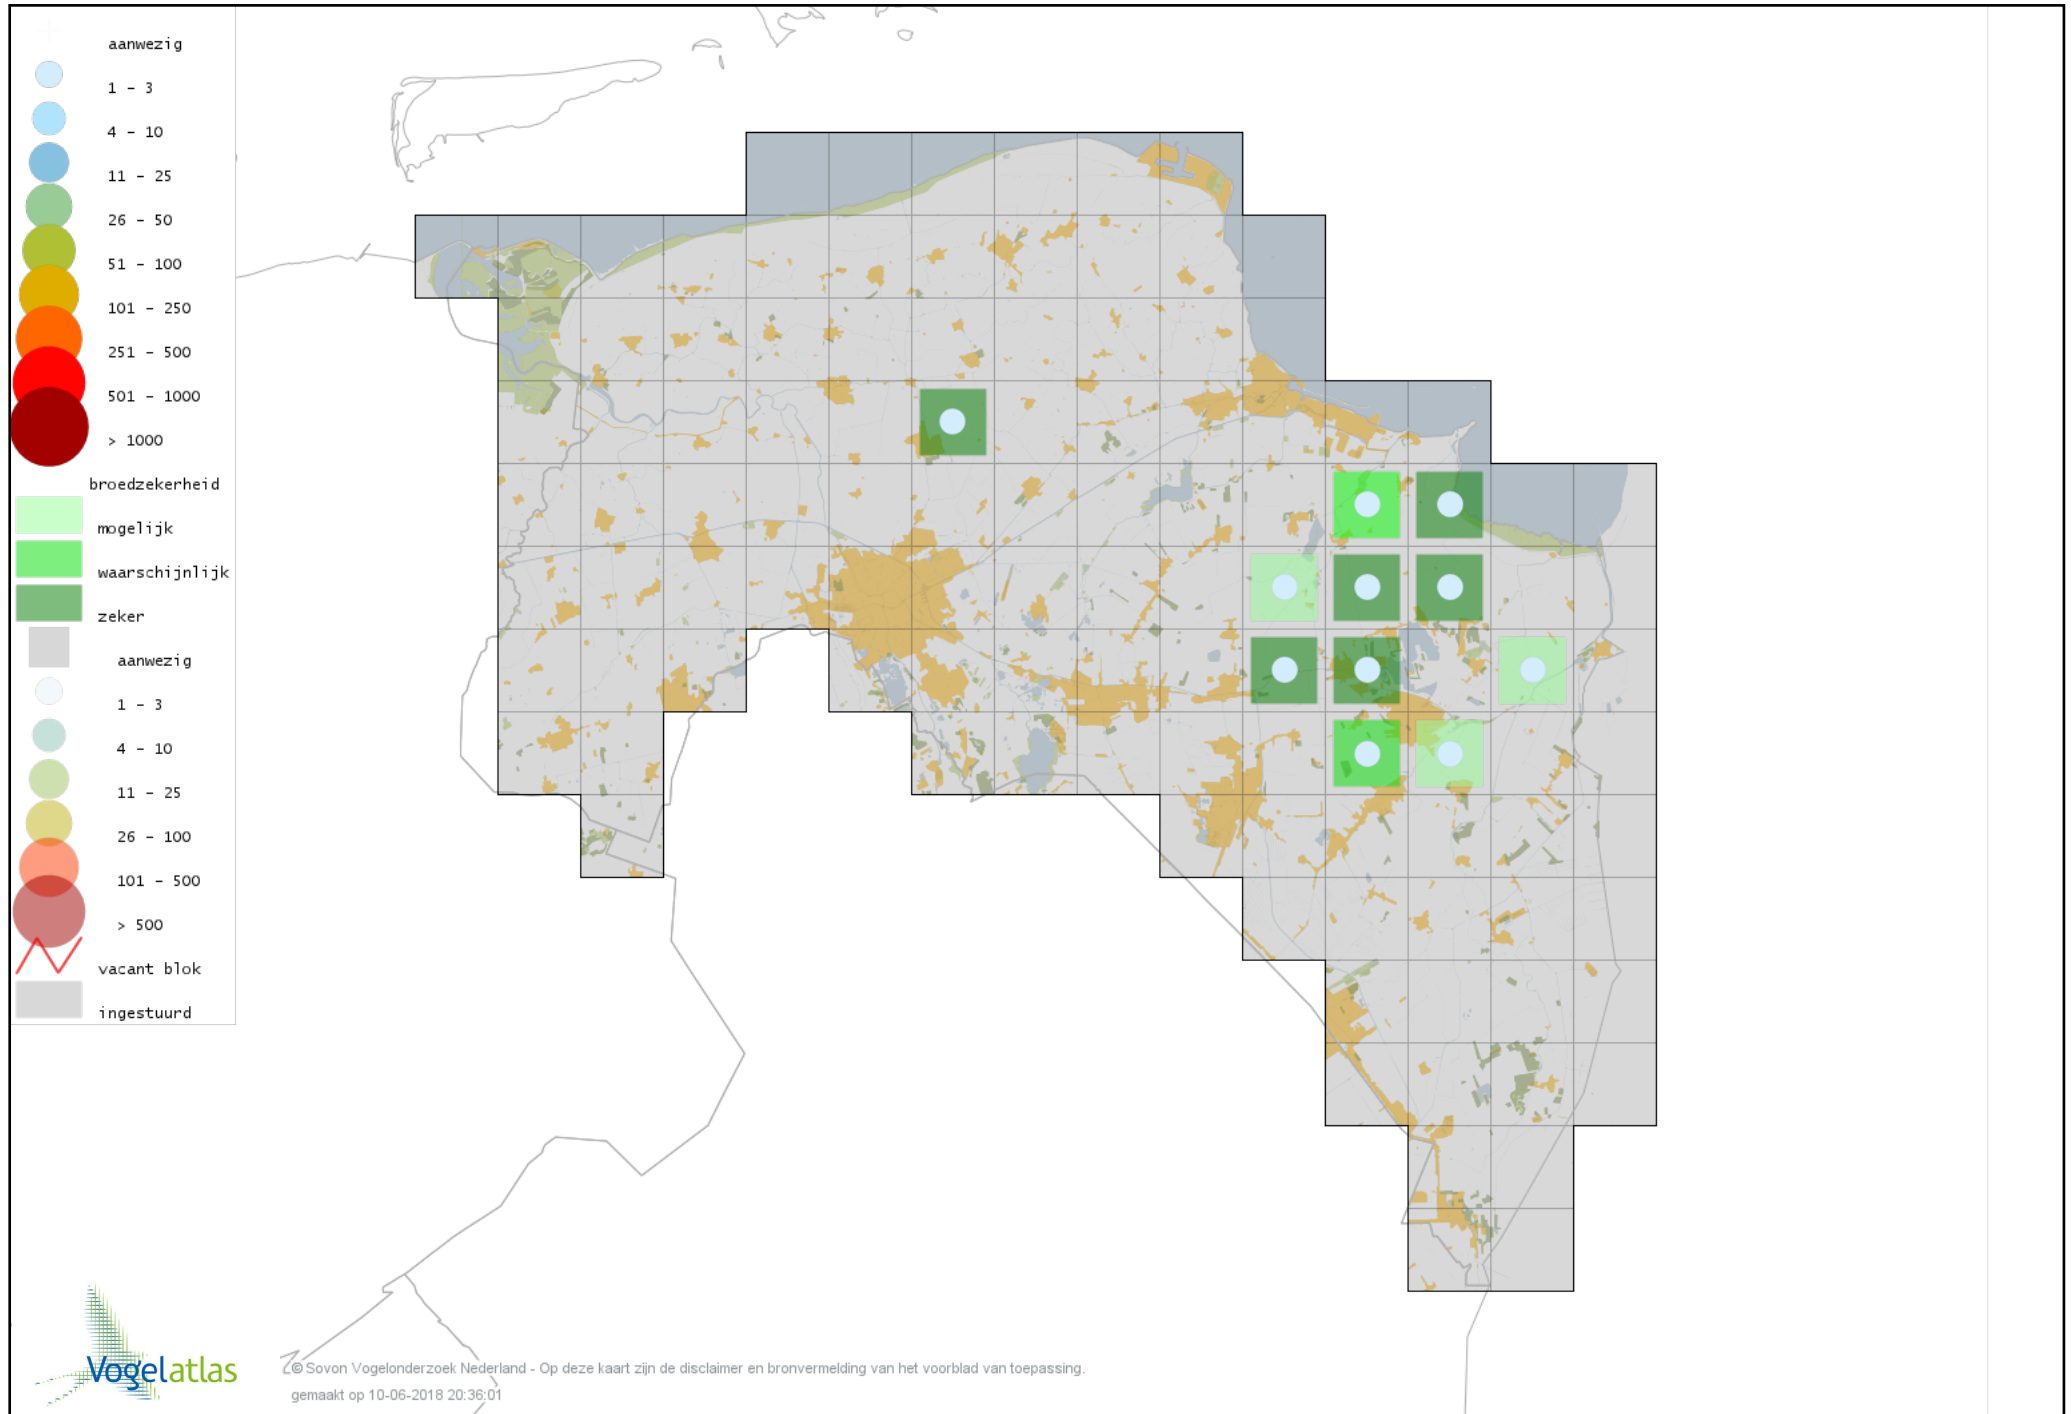 aanwezig
1 - 3
4 - 10
11 - 25
26 - 50
51 - 100
101 - 250
251 - 500
501 - 1000
> 1000
broedzekerheid
mogelijk
waarschijnlijk
zeker
aanwezig
1 - 3
4 - 10
11 - 25
26 - 100
101 - 500
> 500
vacant blok
ingestuurd
Vogelatlas
© Sovon Vogelonderzoek Nederland - Op deze kaart zijn de disclaimer en bronvermelding van het voorblad van toepassing.
gemaakt op 10-06-2018 20:36:01